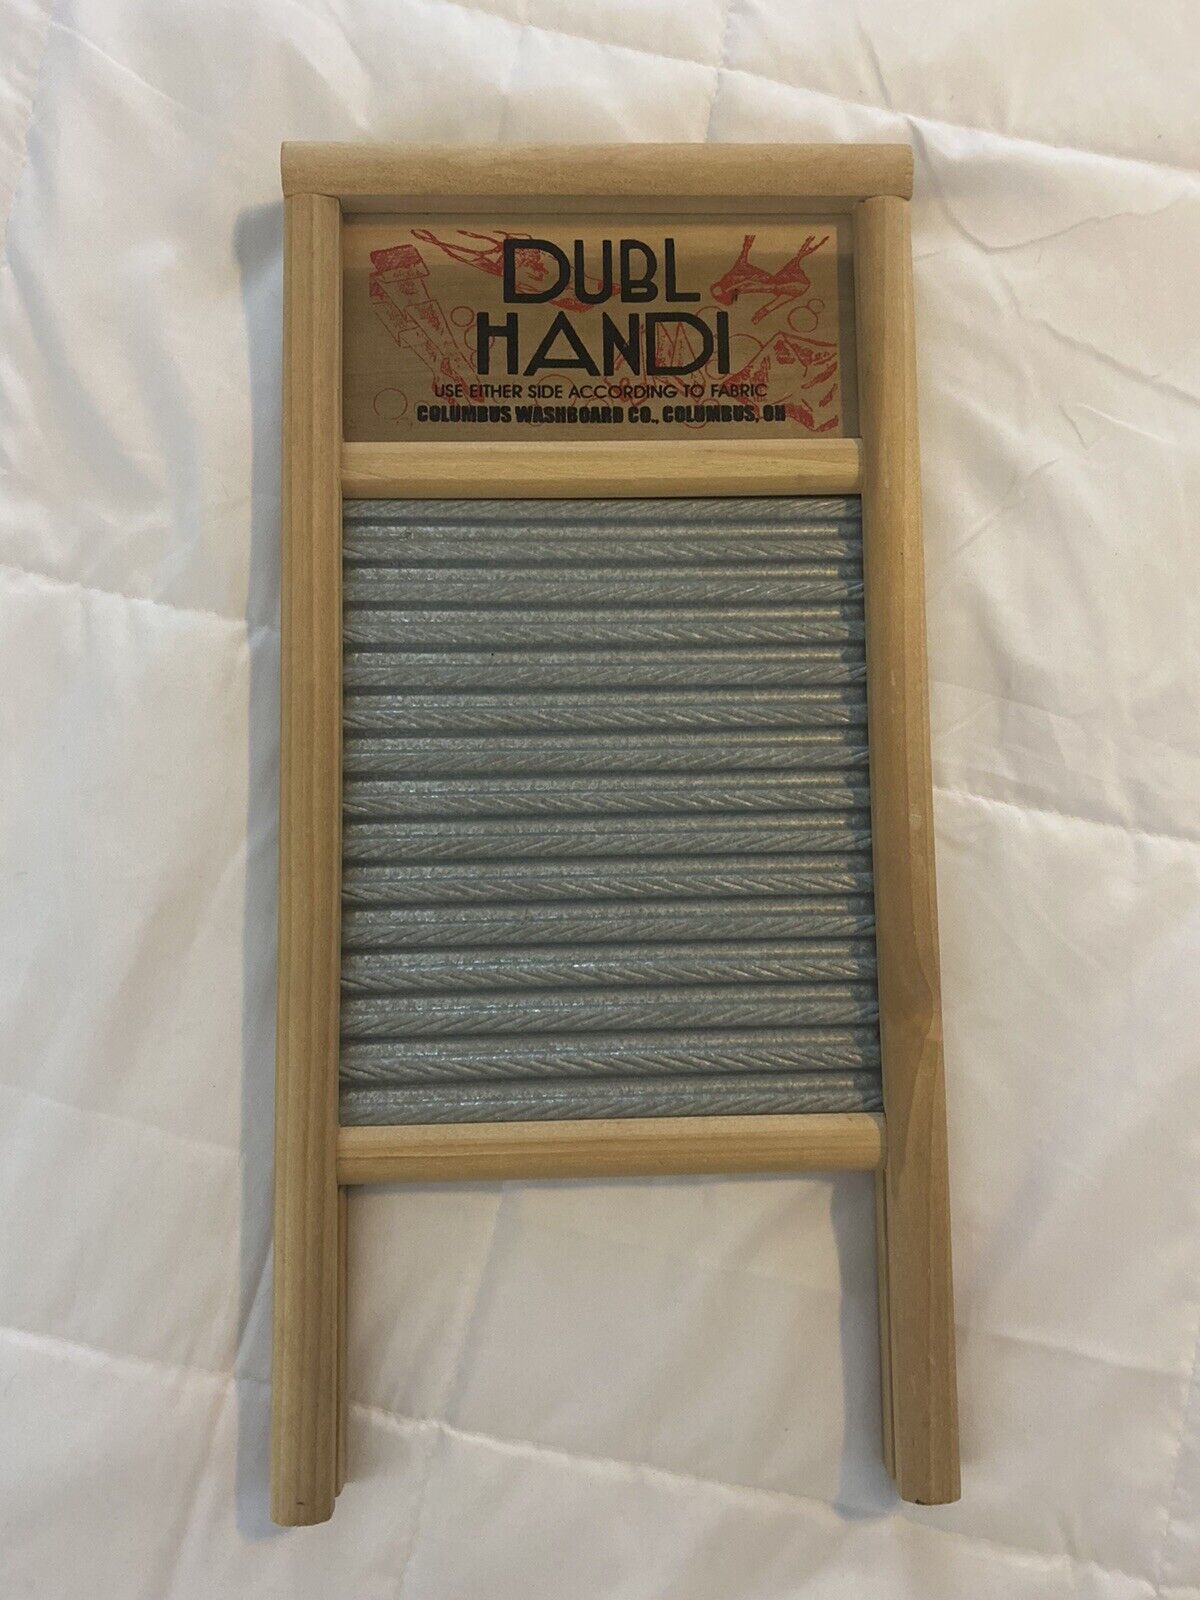 DUBL
HANDI
USE EITHER SIDE ACCORDING TO FABRIC
COLUMBUS WASHBOARD CO., COLUMBUS, OH